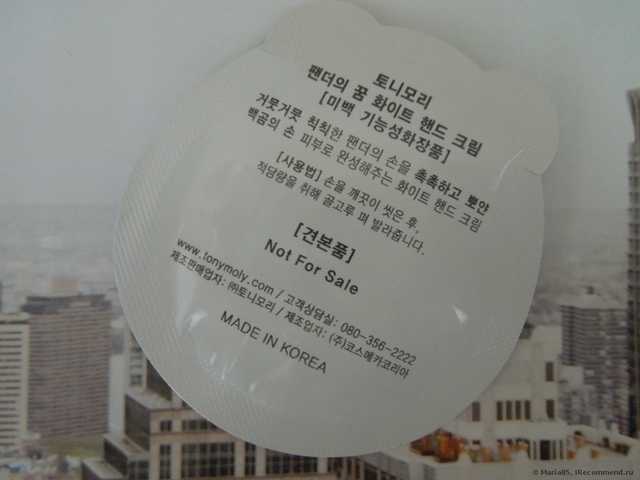 토니모리
팬더의 꿈 화이트 핸드 크림
[미백 기능성화장품]
거뭇거뭇 칙칙한 팬더의 손을 촉촉하고 뽀얀
백곰의 손 피부로 완성해주는 화이트 핸드 크림
[사용법] 손을 깨끗이 씻은 후,
적당량을 취해 골고루 펴 발라줍니다.
[견본품]
Not For Sale
www.tonymoly.com / 고객상담실: 080-356-2222
제조판매업자: ㈜토니모리 / 제조업자: (주)코스메카코리아
MADE IN KOREA
© Maria85, IRecommend.ru